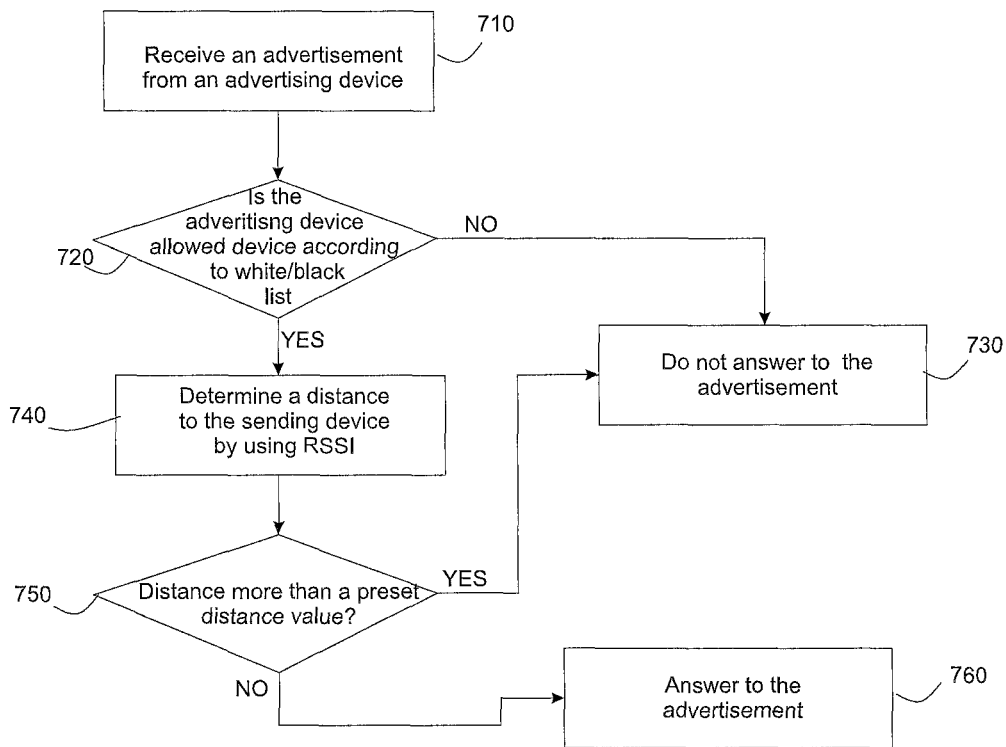 710
Receive an advertisement
from an advertising device
Is the
adveritisng device
allowed device according
to white/black
list
720
NO
YES
Do not answer to the
advertisement
730
740
Determine a distance
to the sending device
by using RSSI
750
Distance more than a preset
distance value?
YES
NO
Answer to the
advertisement
760